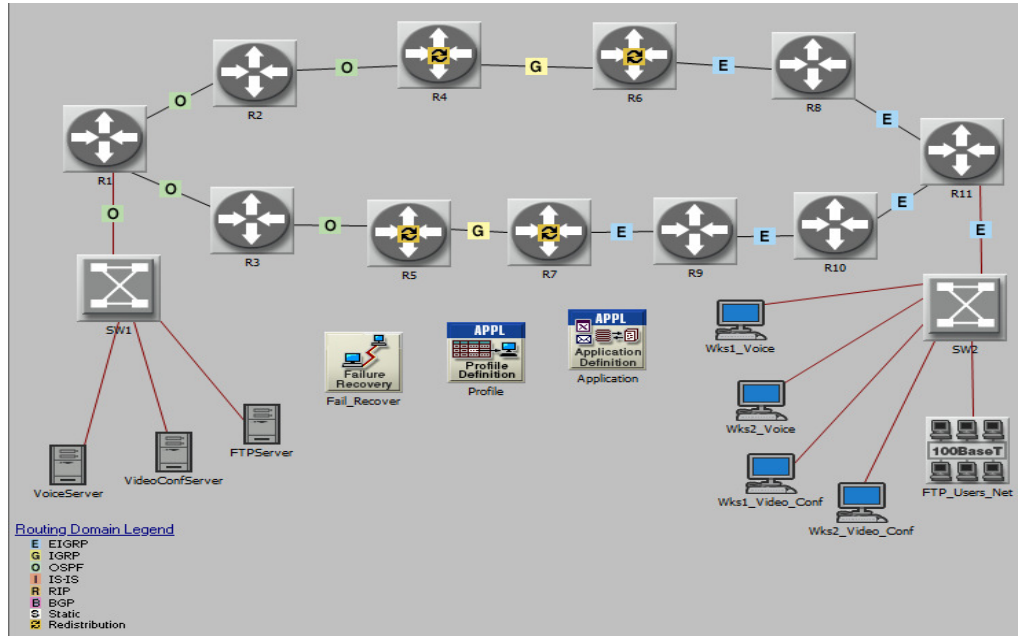 O
R2
O
R4
G
R6
E
R8
E
R11
O
R1
O
R3
O
R5
G
R7
E
R9
E
R10
E
E
O
SW1
SW2
Failure
Recovery
Fail_Recover
APPL
Profile
Definition
Profile
APPL
Application
Definition
Application
Wks1_Voice
Wks2_Voice
Wks1_Video_Conf
Wks2_Video_Conf
100BaseT
FTP_Users_Net
VoiceServer
VideoConfServer
FTPServer
Routing Domain Legend
E EIGRP
G IGRP
O OSPF
I IS-IS
R RIP
B BGP
S Static
Redistribution